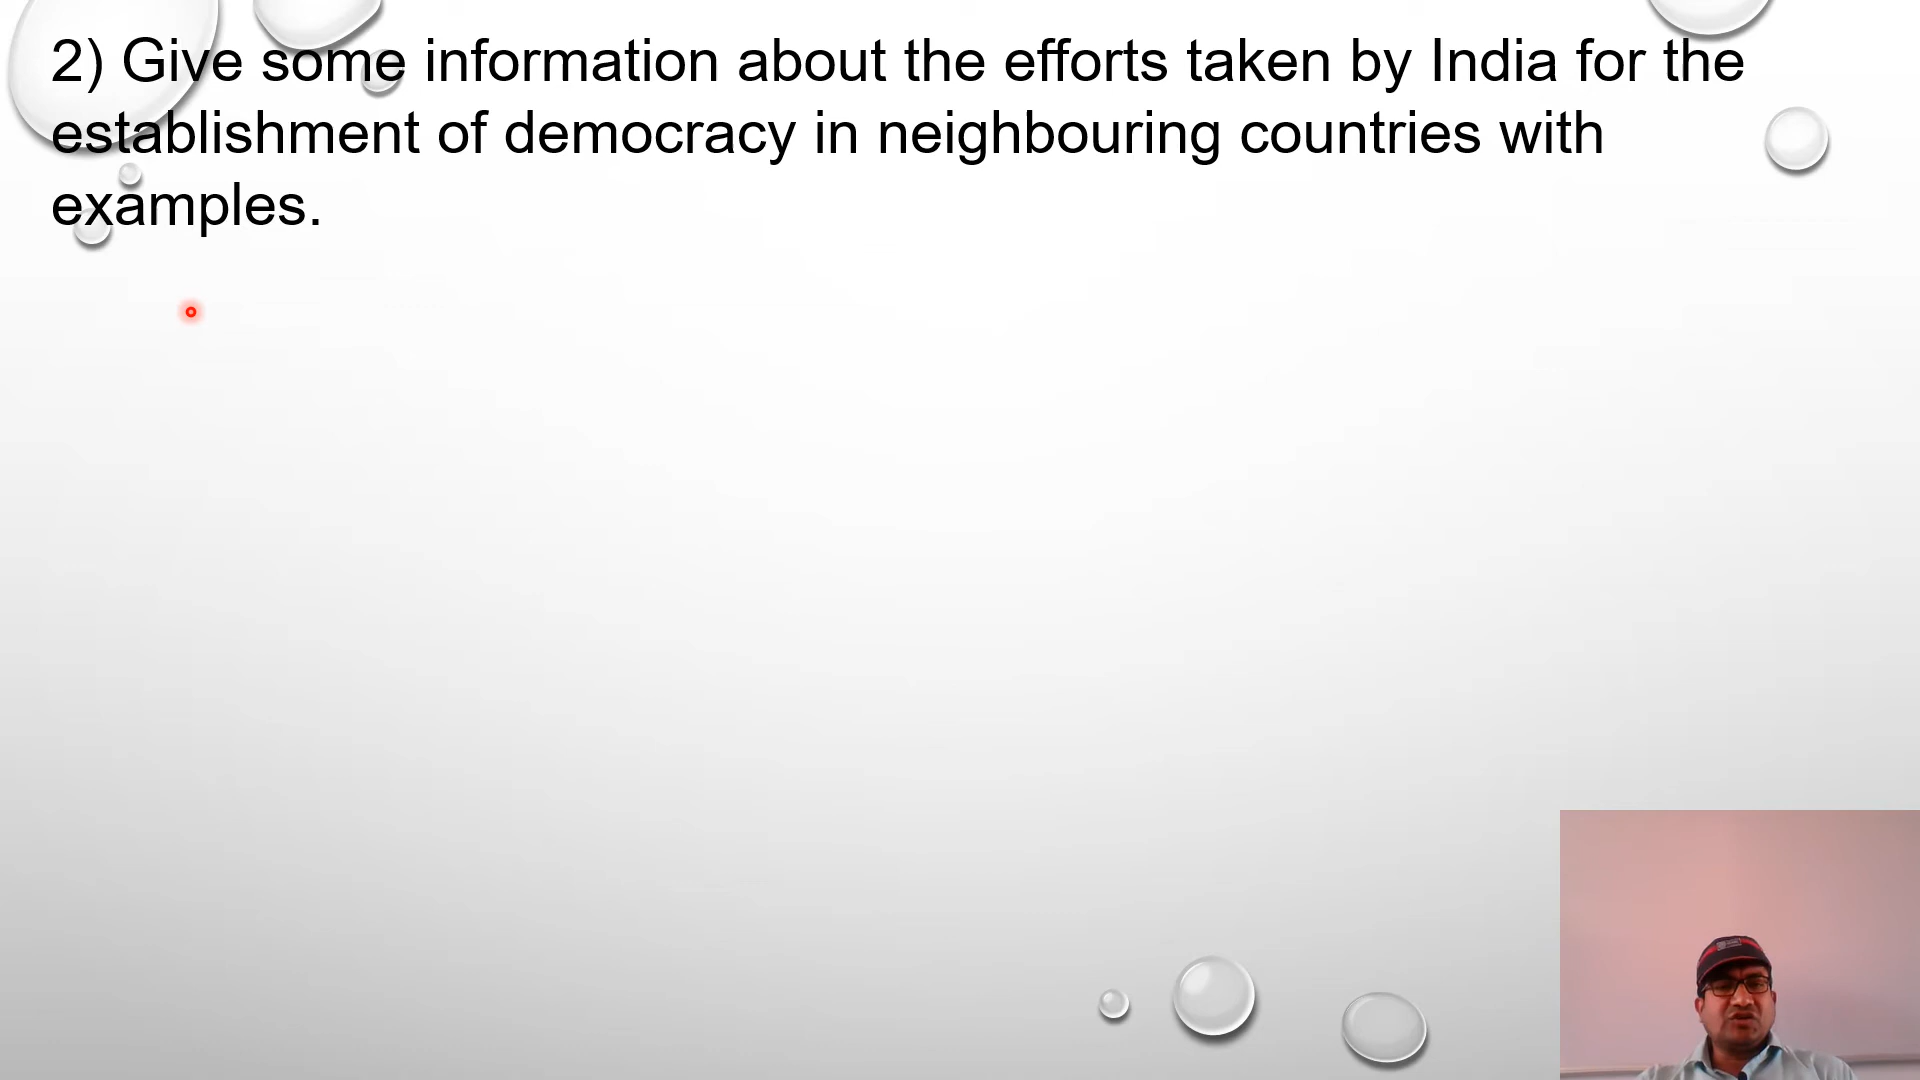 2) Give some information about the efforts taken by India for the
establishment of democracy in neighbouring countries with
examples.